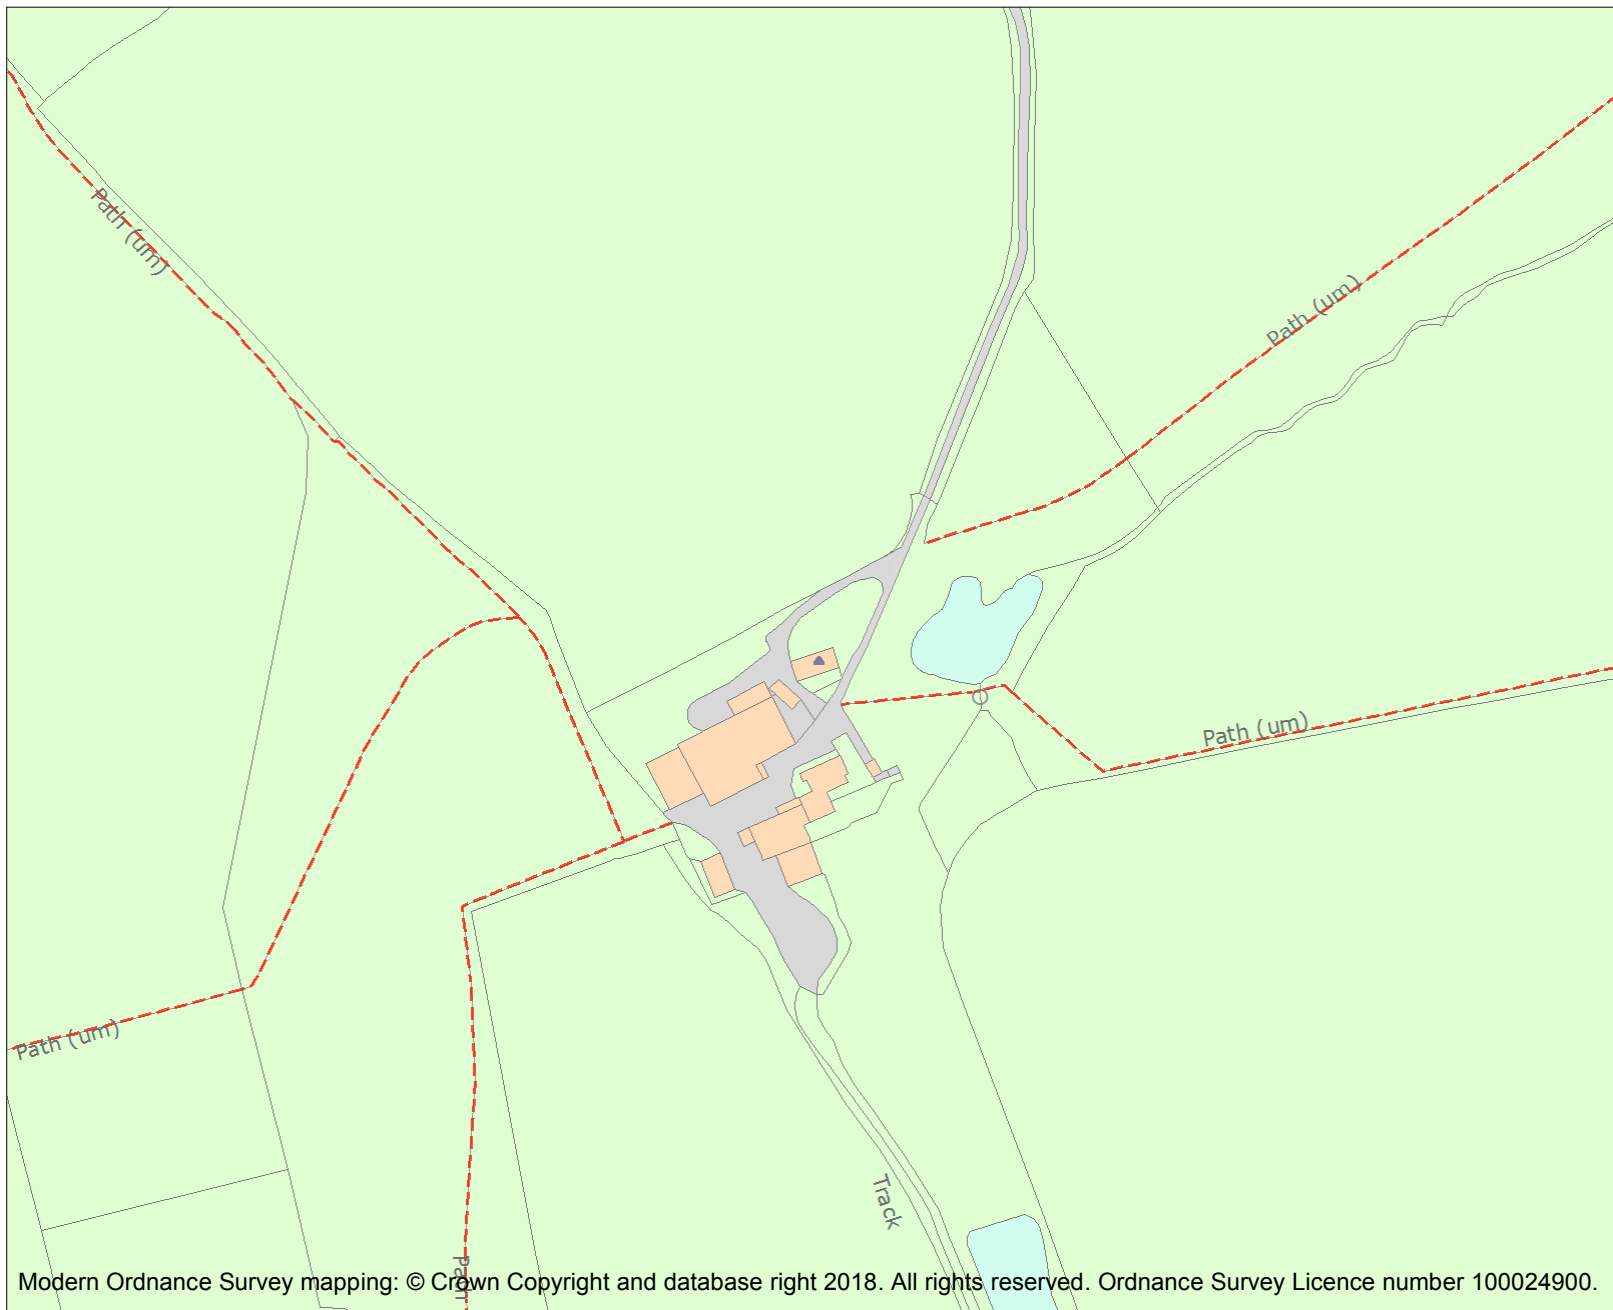 Path (um)
Path (um)
Path (um)
Path (um)
Track
Path
Modern Ordnance Survey mapping: © Crown Copyright and database right 2018. All rights reserved. Ordnance Survey Licence number 100024900.